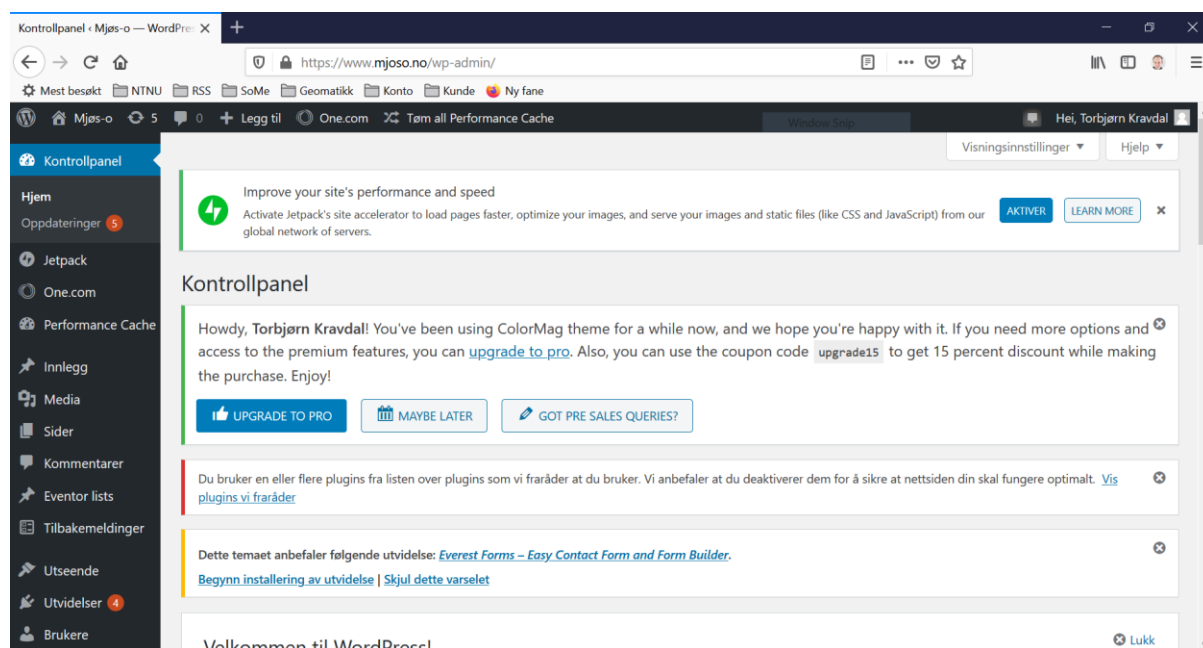 Kontrollpanel ‹ Mjøs-o — WordPre
https://www.mjoso.no/wp-admin/
Mest besøkt NTNU RSS SoMe Geomatikk Konto Kunde Ny fane
Mjøs-o 5 0 Legg til One.com Tøm all Performance Cache Window Snip Hei, Torbjørn Kravdal
Visningsinnstillinger Hjelp
Kontrollpanel
Hjem
Oppdateringer 5
Jetpack
One.com
Performance Cache
Innlegg
Media
Sider
Kommentarer
Eventor lists
Tilbakemeldinger
Utseende
Utvidelser 4
Brukere
Improve your site's performance and speed
Activate Jetpack's site accelerator to load pages faster, optimize your images, and serve your images and static files (like CSS and JavaScript) from our
global network of servers.
AKTIVER LEARN MORE
Kontrollpanel
Howdy, Torbjørn Kravdal! You've been using ColorMag theme for a while now, and we hope you're happy with it. If you need more options and
access to the premium features, you can upgrade to pro. Also, you can use the coupon code upgrade15 to get 15 percent discount while making
the purchase. Enjoy!
UPGRADE TO PRO MAYBE LATER GOT PRE SALES QUERIES?
Du bruker en eller flere plugins fra listen over plugins som vi fraråder at du bruker. Vi anbefaler at du deaktiverer dem for å sikre at nettsiden din skal fungere optimalt. Vis
plugins vi fraråder
Dette temaet anbefaler følgende utvidelse: Everest Forms – Easy Contact Form and Form Builder.
Begynn installering av utvidelse | Skjul dette varselet
Velkommen til WordPress!
Lukk